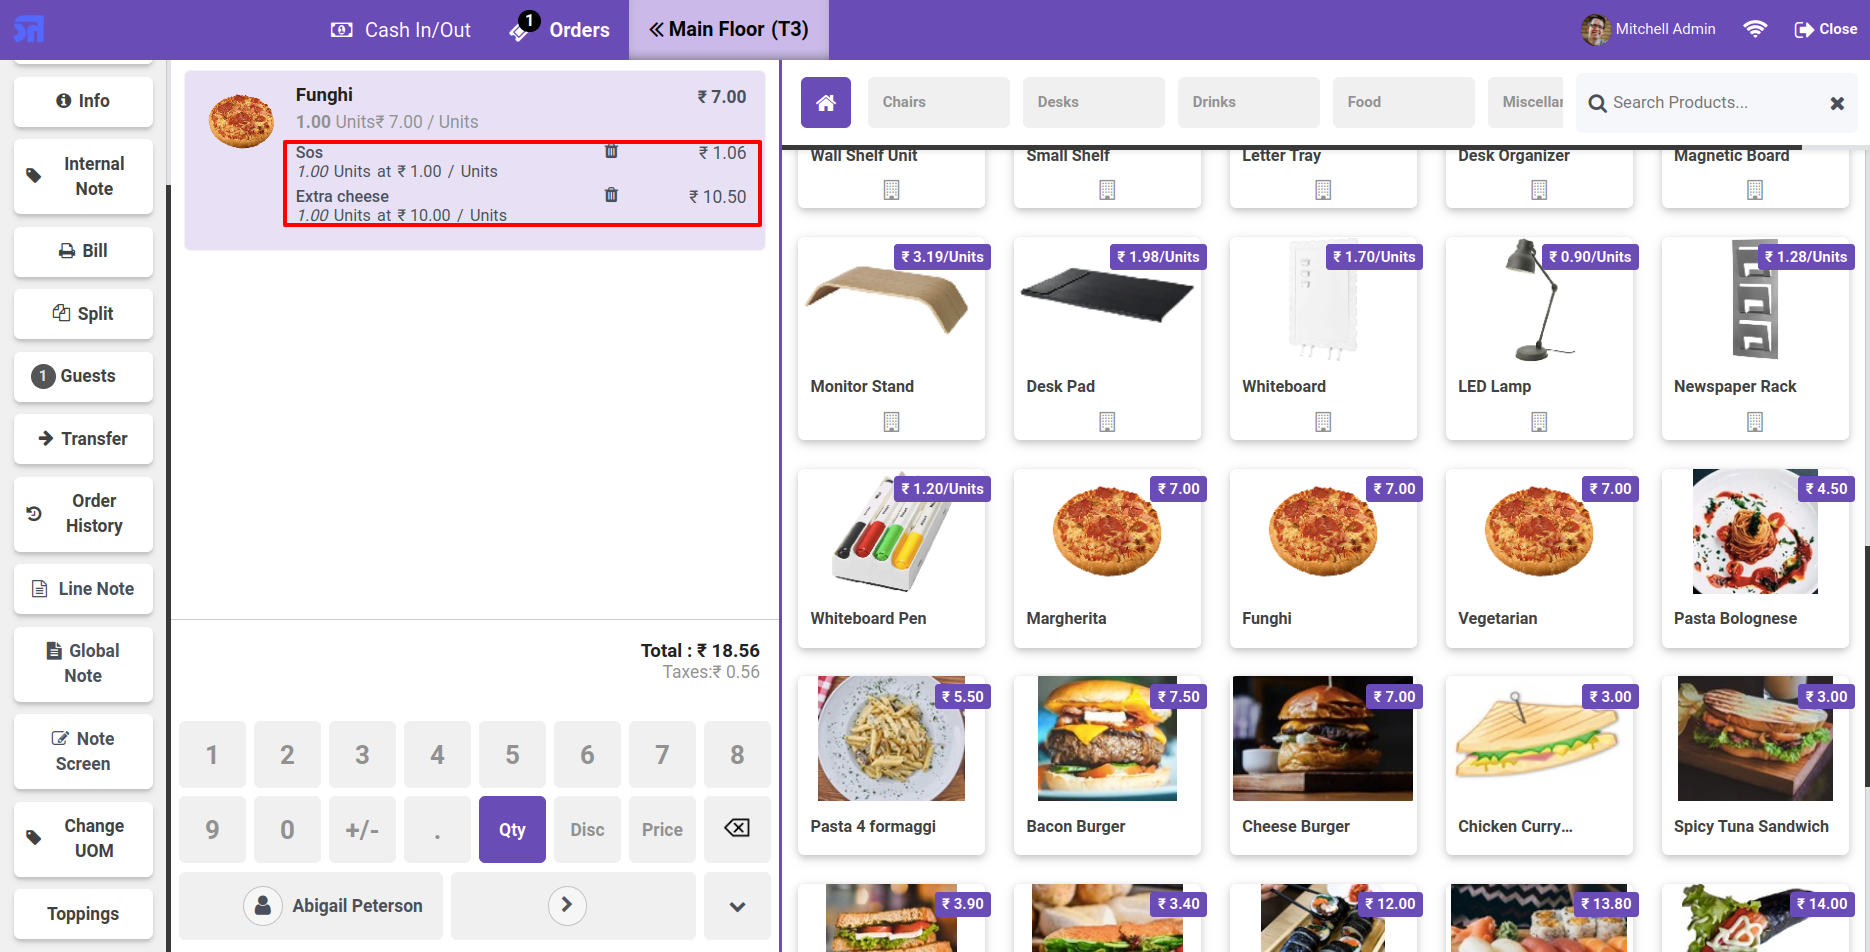 Cash In/Out
1
Orders
Main Floor (T3)
Mitchell Admin
Close
Info
Internal
Note
Bill
Split
1 Guests
Transfer
Order
History
Line Note
Global
Note
Note
Screen
Change
UOM
Toppings
Funghi
₹ 7.00
1.00 Units₹ 7.00 / Units
Sos
₹ 1.06
1.00 Units at ₹ 1.00 / Units
Extra cheese
₹ 10.50
1.00 Units at ₹ 10.00 / Units
Total : ₹ 18.56
Taxes:₹ 0.56
1 2 3 4 5 6 7 8
9 0 +/- . Qty Disc Price
Abigail Peterson
Chairs
Desks
Drinks
Food
Miscellar
Search Products...
Wall Shelf Unit
Small Shelf
Letter Tray
Desk Organizer
Magnetic Board
₹ 3.19/Units
₹ 1.98/Units
₹ 1.70/Units
₹ 0.90/Units
₹ 1.28/Units
Monitor Stand
Desk Pad
Whiteboard
LED Lamp
Newspaper Rack
₹ 1.20/Units
₹ 7.00
₹ 7.00
₹ 7.00
₹ 4.50
Whiteboard Pen
Margherita
Funghi
Vegetarian
Pasta Bolognese
₹ 5.50
₹ 7.50
₹ 7.00
₹ 3.00
₹ 3.00
Pasta 4 formaggi
Bacon Burger
Cheese Burger
Chicken Curry...
Spicy Tuna Sandwich
₹ 3.90
₹ 3.40
₹ 12.00
₹ 13.80
₹ 14.00